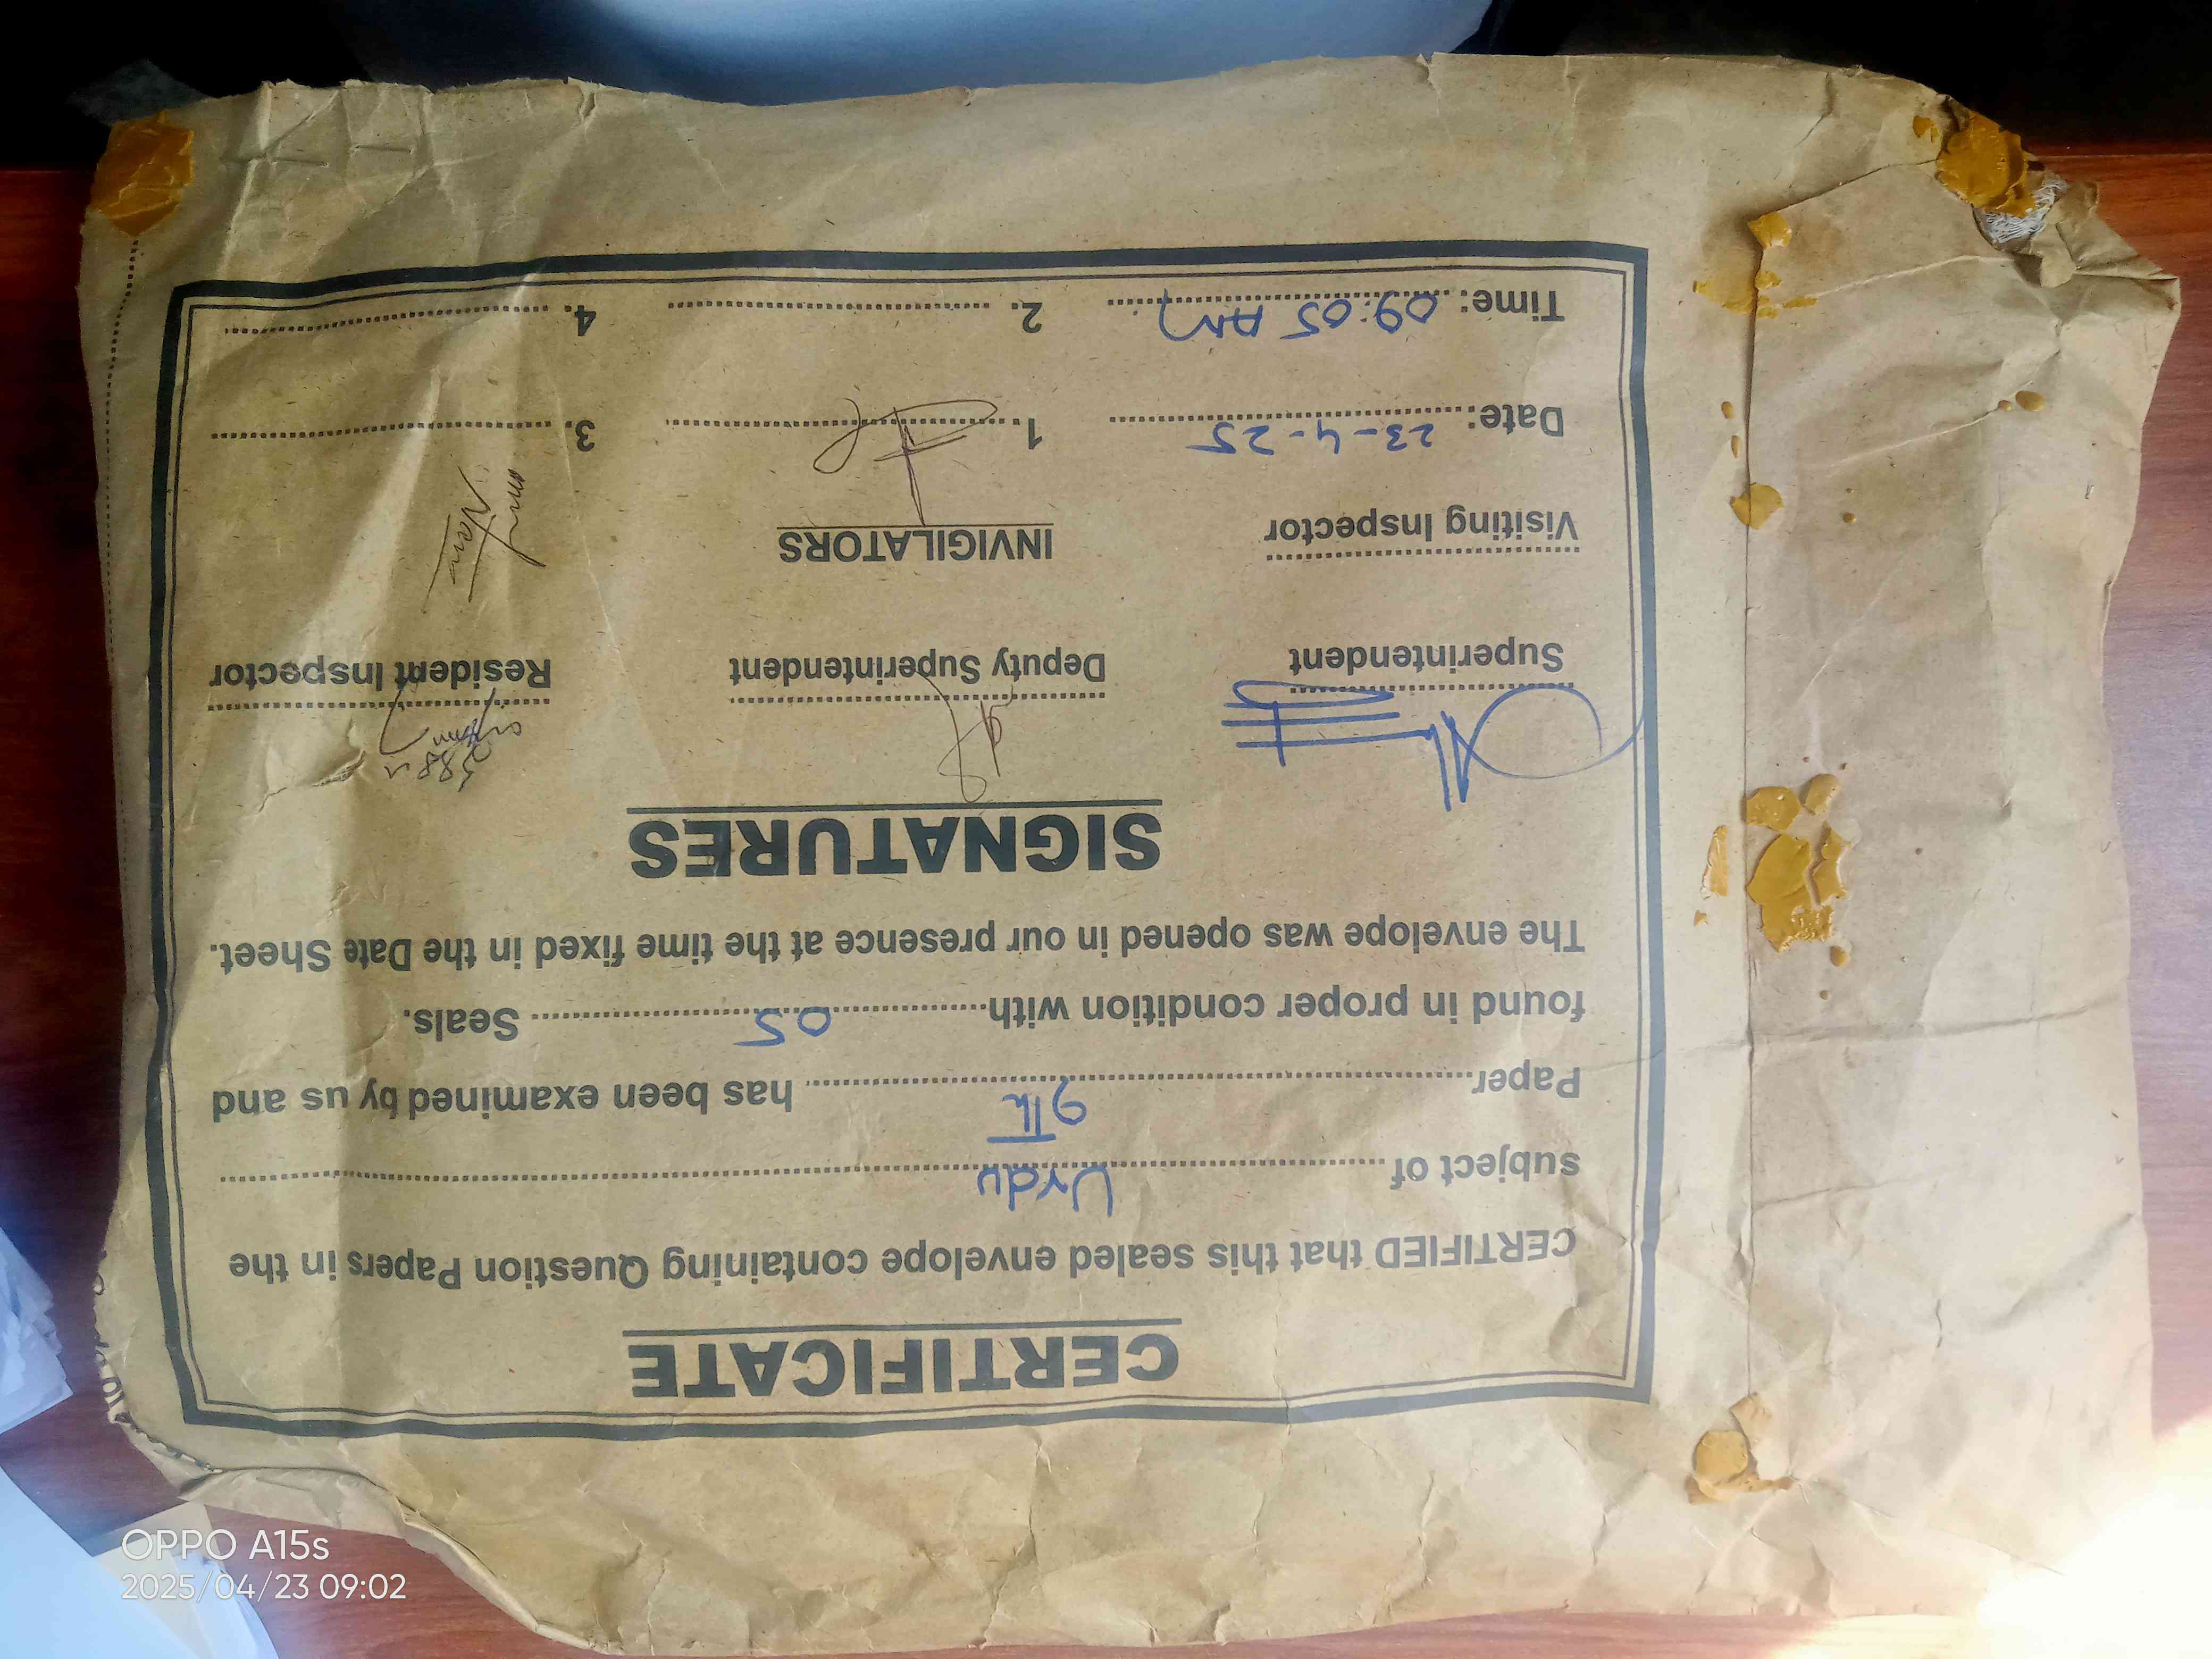 CERTIFICATE
CERTIFIED that this sealed envelope containing Question Papers in the
subject of Urdu
Paper 9th has been examined by us and
found in proper condition with 05 Seals.
The envelope was opened in our presence at the time fixed in the Date Sheet.
SIGNATURES
Superintendent Deputy Superintendent Resident Inspector
Visiting Inspector INVIGILATORS
Date: 23-4-25 1. 3.
Time: 09:05 AM 2. 4.
OPPO A15s
2025/04/23 09:02